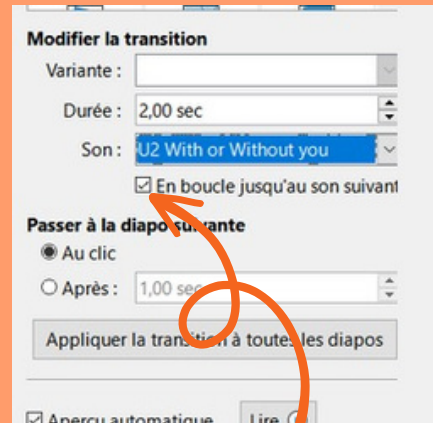 Modifier la transition
Variante :
Durée : 2,00 sec
Son : U2 With or Without you
En boucle jusqu'au son suivant
Passer à la diapo suivante
Au clic
Après : 1,00 sec
Appliquer la transition à toutes les diapos
Aperçu automatique Lire